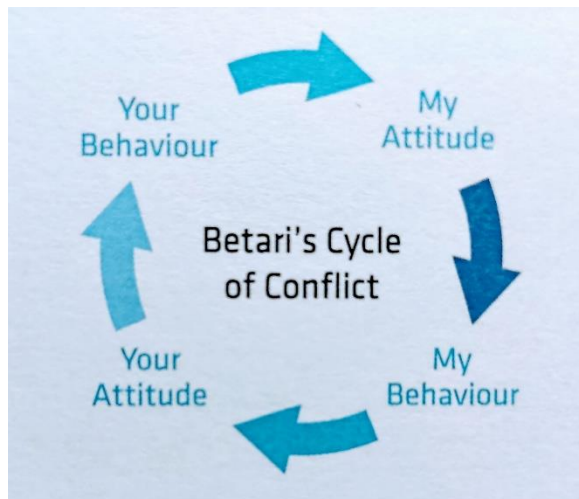 Your
Behaviour
My
Attitude
Betari's Cycle
of Conflict
Your
Attitude
My
Behaviour